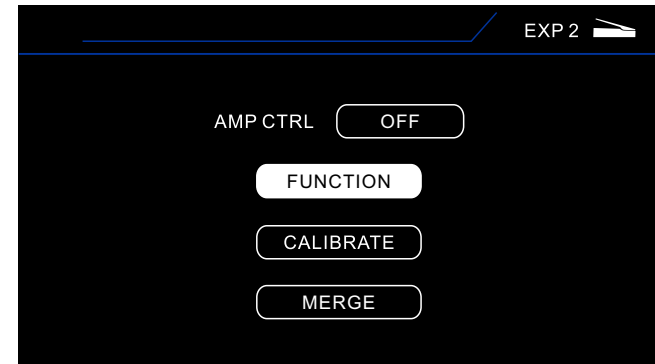 EXP 2
AMP CTRL OFF
FUNCTION
CALIBRATE
MERGE